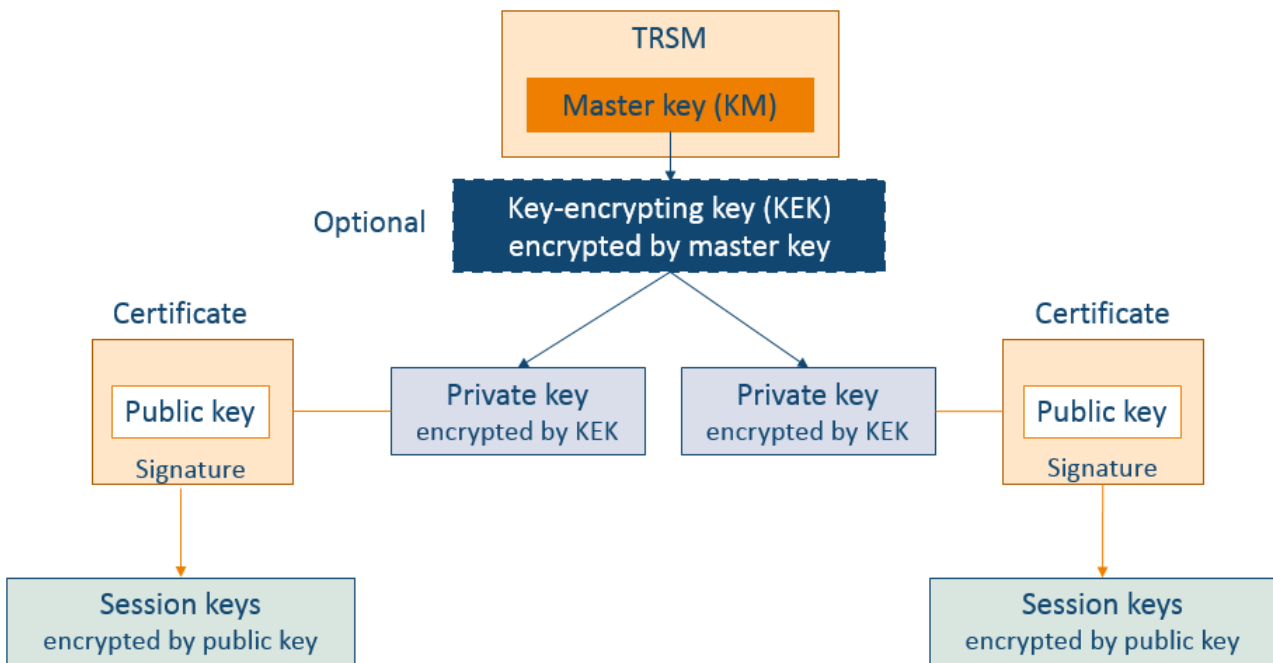 TRSM
Master key (KM)
Optional
Key-encrypting key (KEK)
encrypted by master key
Certificate
Public key
Signature
Private key
encrypted by KEK
Private key
encrypted by KEK
Certificate
Public key
Signature
Session keys
encrypted by public key
Session keys
encrypted by public key